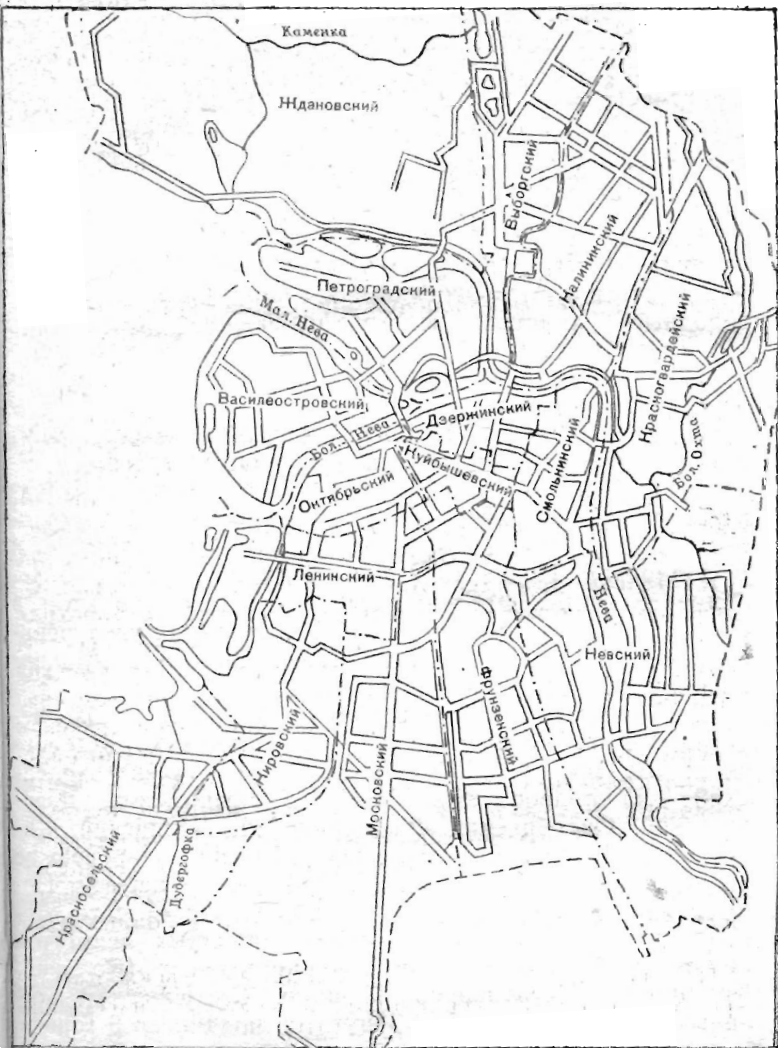 Каменка
Ждановский
Выборгский
Калининский
Петроградский
Мал. Нева
Красногвардейский
Василеостровский
Дзержинский
Бол. Нева
Куйбышевский
Смольнинский
Бол. Охта
Октябрьский
Ленинский
Нева
Невский
Фрунзенский
Кировский
Московский
Красносельский
Дудергофка